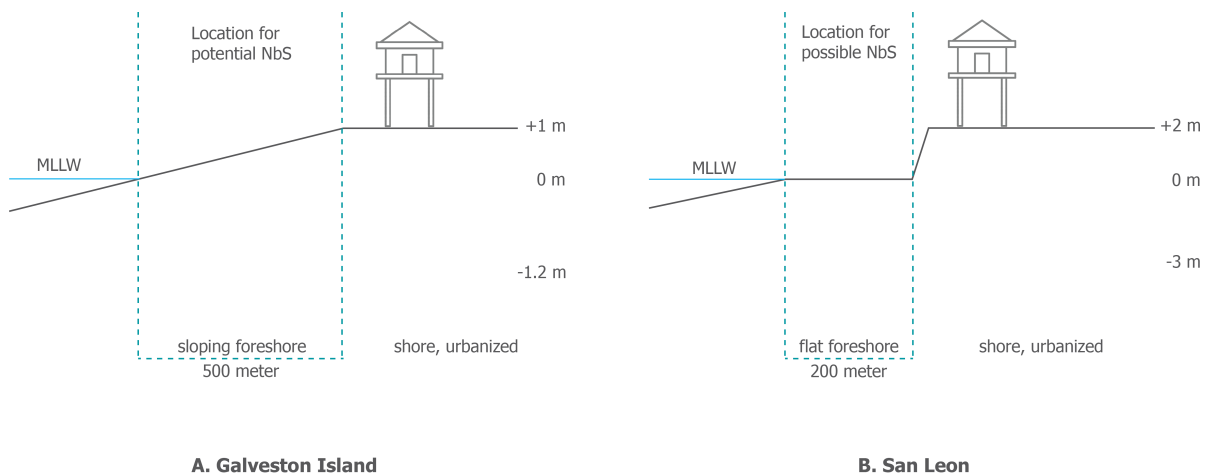 Location for
potential NbS
+1 m
MLLW
0 m
-1.2 m
sloping foreshore
shore, urbanized
500 meter
A. Galveston Island
Location for
possible NbS
+2 m
MLLW
0 m
-3 m
flat foreshore
shore, urbanized
200 meter
B. San Leon